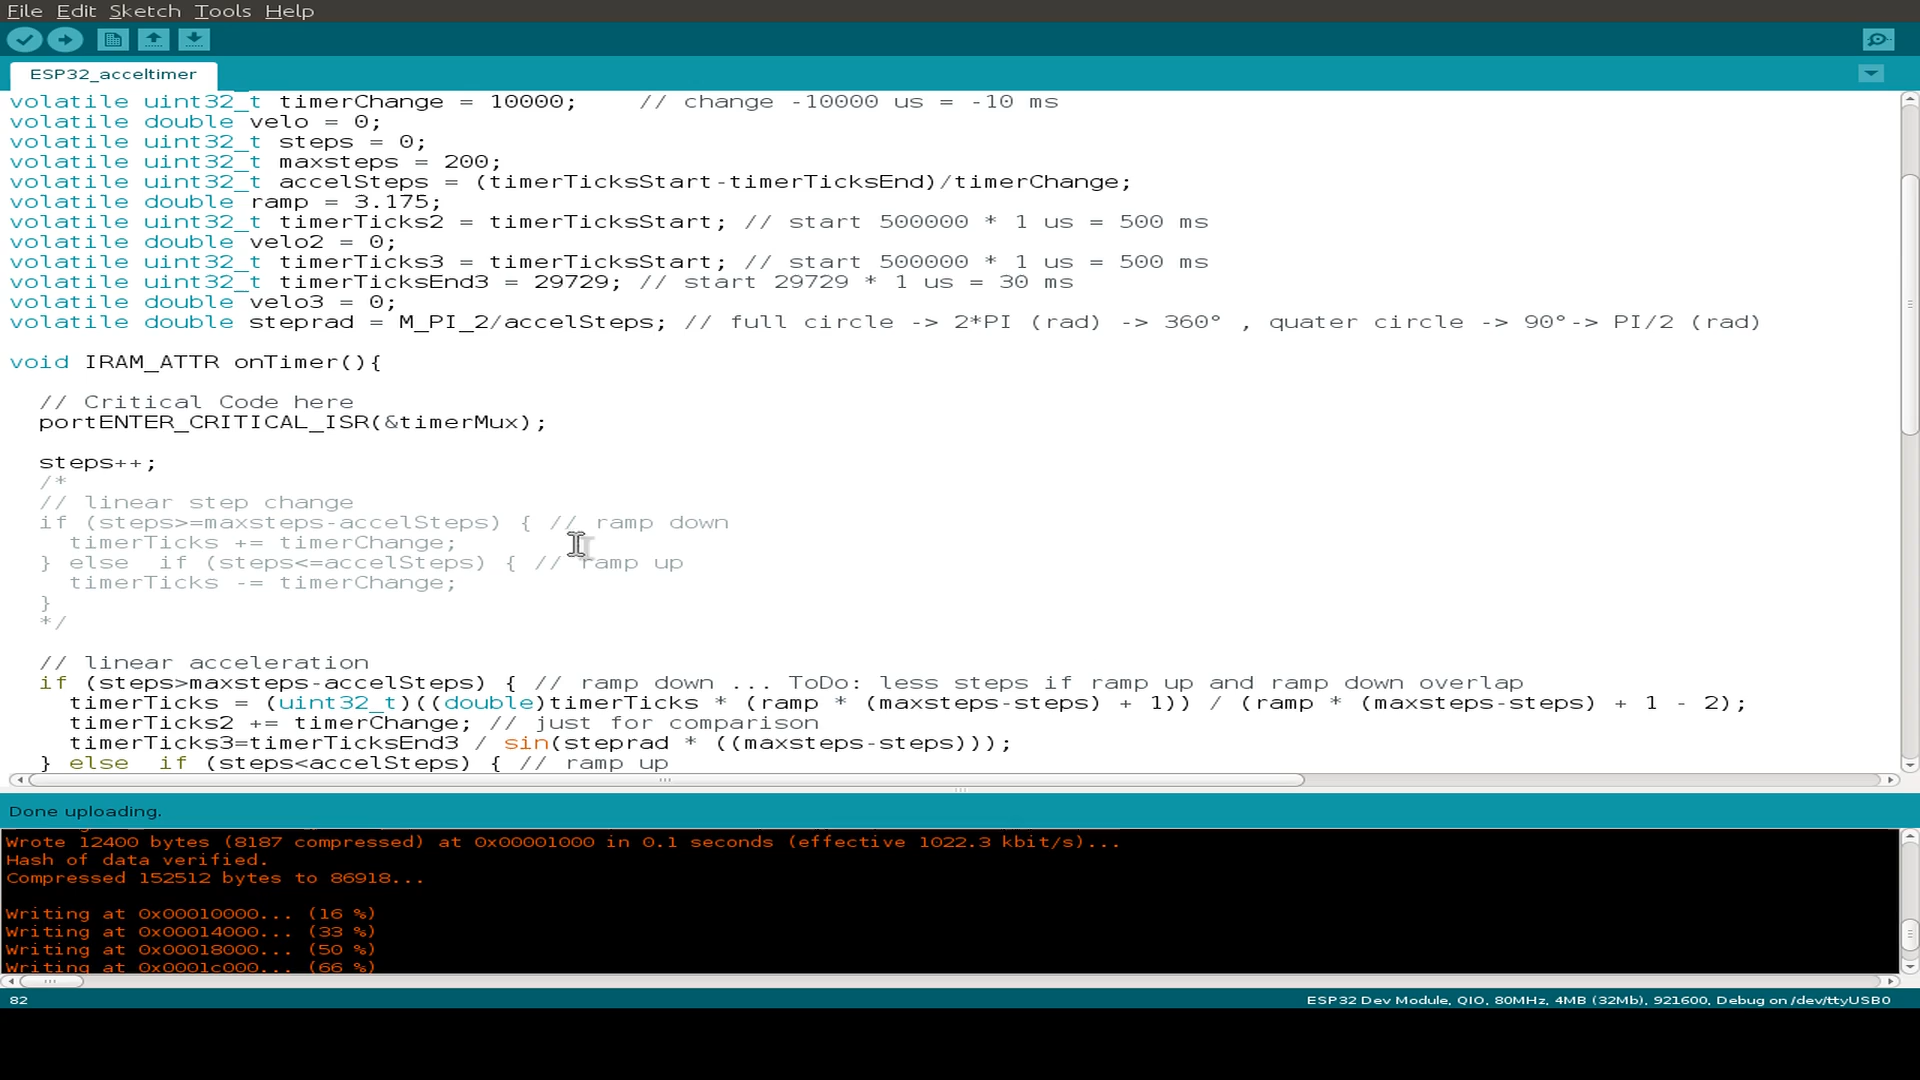 File Edit Sketch Tools Help
ESP32_acceltimer
volatile uint32_t timerChange = 10000;    // change -10000 us = -10 ms
volatile double velo = 0;
volatile uint32_t steps = 0;
volatile uint32_t maxsteps = 200;
volatile uint32_t accelSteps = (timerTicksStart-timerTicksEnd)/timerChange;
volatile double ramp = 3.175;
volatile uint32_t timerTicks2 = timerTicksStart; // start 500000 * 1 us = 500 ms
volatile double velo2 = 0;
volatile uint32_t timerTicks3 = timerTicksStart; // start 500000 * 1 us = 500 ms
volatile uint32_t timerTicksEnd3 = 29729; // start 29729 * 1 us = 30 ms
volatile double velo3 = 0;
volatile double steprad = M_PI_2/accelSteps; // full circle -> 2*PI (rad) -> 360° , quater circle -> 90°-> PI/2 (rad)
void IRAM_ATTR onTimer(){
  // Critical Code here
  portENTER_CRITICAL_ISR(&timerMux);
  steps++;
  /*
  // linear step change
  if (steps>=maxsteps-accelSteps) { // ramp down
    timerTicks += timerChange;
  } else  if (steps<=accelSteps) { // ramp up
    timerTicks -= timerChange;
  }
  */
  // linear acceleration
  if (steps>maxsteps-accelSteps) { // ramp down ... ToDo: less steps if ramp up and ramp down overlap
    timerTicks = (uint32_t)((double)timerTicks * (ramp * (maxsteps-steps) + 1)) / (ramp * (maxsteps-steps) + 1 - 2);
    timerTicks2 += timerChange; // just for comparison
    timerTicks3=timerTicksEnd3 / sin(steprad * ((maxsteps-steps)));
  } else  if (steps<accelSteps) { // ramp up
Done uploading.
Wrote 12400 bytes (8187 compressed) at 0x00001000 in 0.1 seconds (effective 1022.3 kbit/s)...
Hash of data verified.
Compressed 152512 bytes to 86918...
Writing at 0x00010000... (16 %)
Writing at 0x00014000... (33 %)
Writing at 0x00018000... (50 %)
Writing at 0x0001c000... (66 %)
82
ESP32 Dev Module, QIO, 80MHz, 4MB (32Mb), 921600, Debug on /dev/ttyUSB0